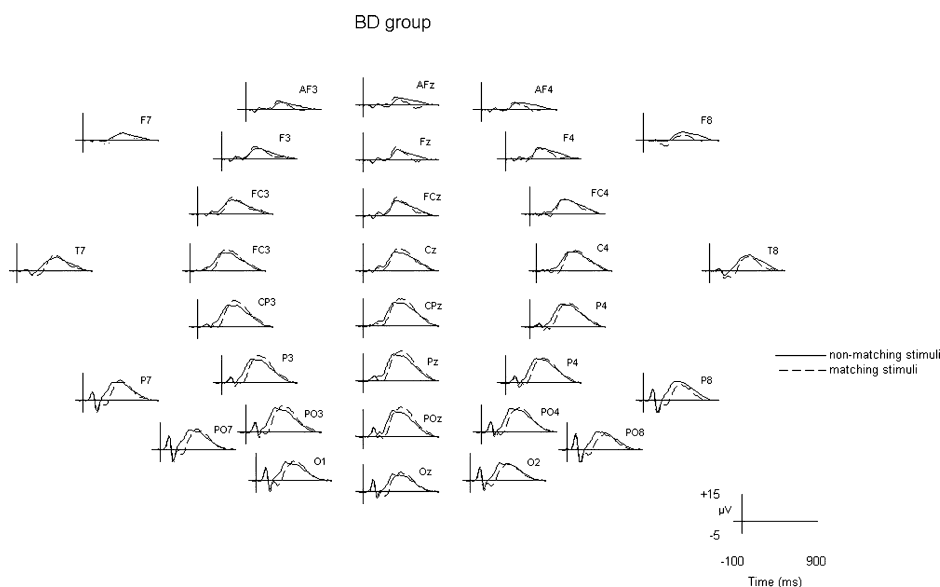 BD group
AF3 AFz AF4
F7 F8
F3 Fz F4
FC3 FCz FC4
T7 FC3 Cz C4 T8
CP3 CPz P4
P7 P3 Pz P4 P8
non-matching stimuli
matching stimuli
PO7 PO3 POz PO4 PO8
O1 Oz O2
+15
µV
-5
-100 900
Time (ms)